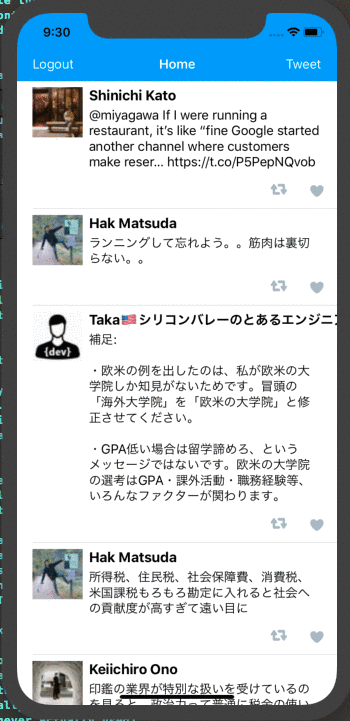 9:30
Logout Home Tweet
Shinichi Kato
@miyagawa If I were running a
restaurant, it's like “fine Google started
another channel where customers
make reser... https://t.co/P5PepNQvob
Hak Matsuda
ランニングして忘れよう。。筋肉は裏切
らない。。
Taka🇺🇸シリコンバレーのとあるエンジニ
{dev}
補足:
・欧米の例を出したのは、私が欧米の大
学院しか知見がないためです。冒頭の
「海外大学院」を「欧米の大学院」と修
正させてください。
・GPA低い場合は留学諦めろ、という
メッセージではないです。欧米の大学院
の選考はGPA・課外活動・職務経験等、
いろんなファクターが関わります。
Hak Matsuda
所得税、住民税、社会保障費、消費税、
米国課税もろもろ勘定に入れると社会へ
の貢献度が高すぎて遠い目に
Keiichiro Ono
印鑑の業界が特別な扱いを受けているの
を見ると、政治力って普通に税金の使い